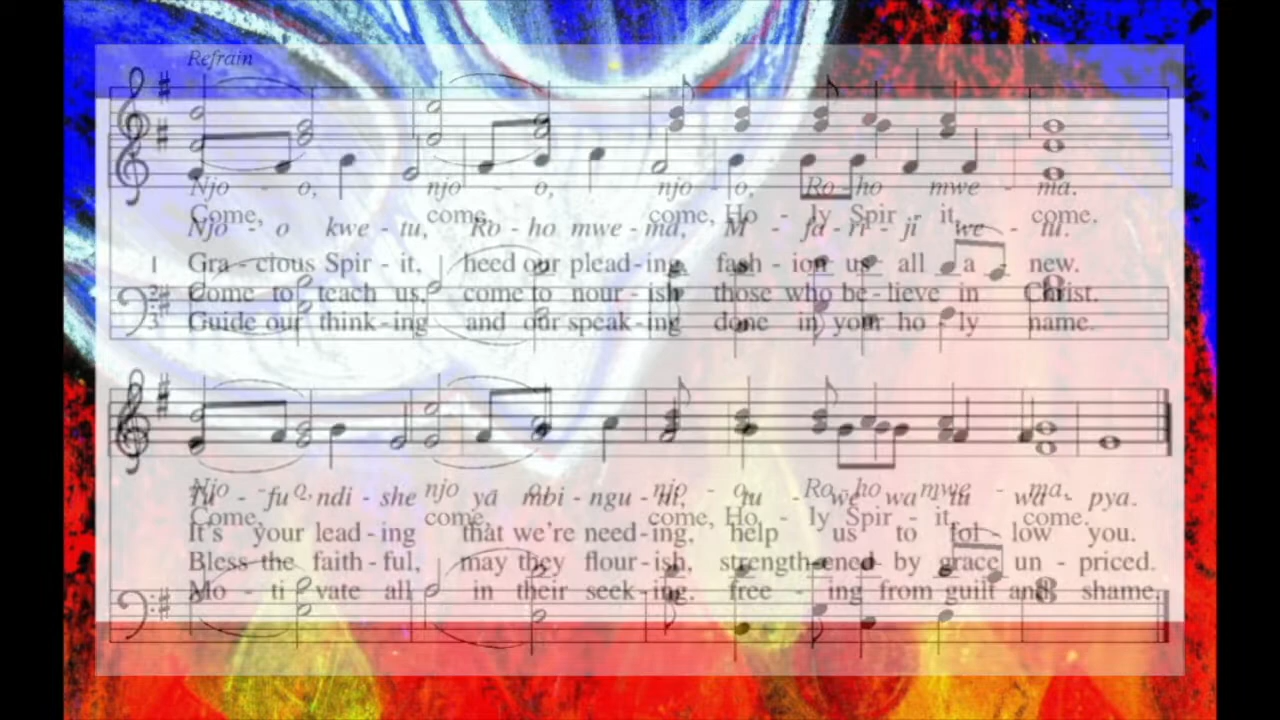 Refrain
Njo - o, njo - o, njo - o, Ro - ho mwe - ma.
Come, come, come, Ho - ly Spir - it, come.
Njo - o kwe - tu, Ro - ho mwe - ma, M - fa - ri - ji we - tu.
1 Gra - cious Spir - it, heed our plead - ing, fash - ion us all a - new.
2 Come to teach us, come to nour - ish those who be - lieve in Christ.
3 Guide our think - ing and our speak - ing done in your ho - ly name.
Njo - o, njo - o, njo - o, Ro - ho mwe - ma.
Tu - fu - ndi - she ya mbi - ngu - ni, tu - we wa - tu wa - pya.
Come, come, come, Ho - ly Spir - it, come.
It's your lead - ing that we're need - ing, help us to fol - low you.
Bless the faith - ful, may they flour - ish, strength - ened by grace un - priced.
Mo - ti - vate all in their seek - ing, free - ing from guilt and shame.